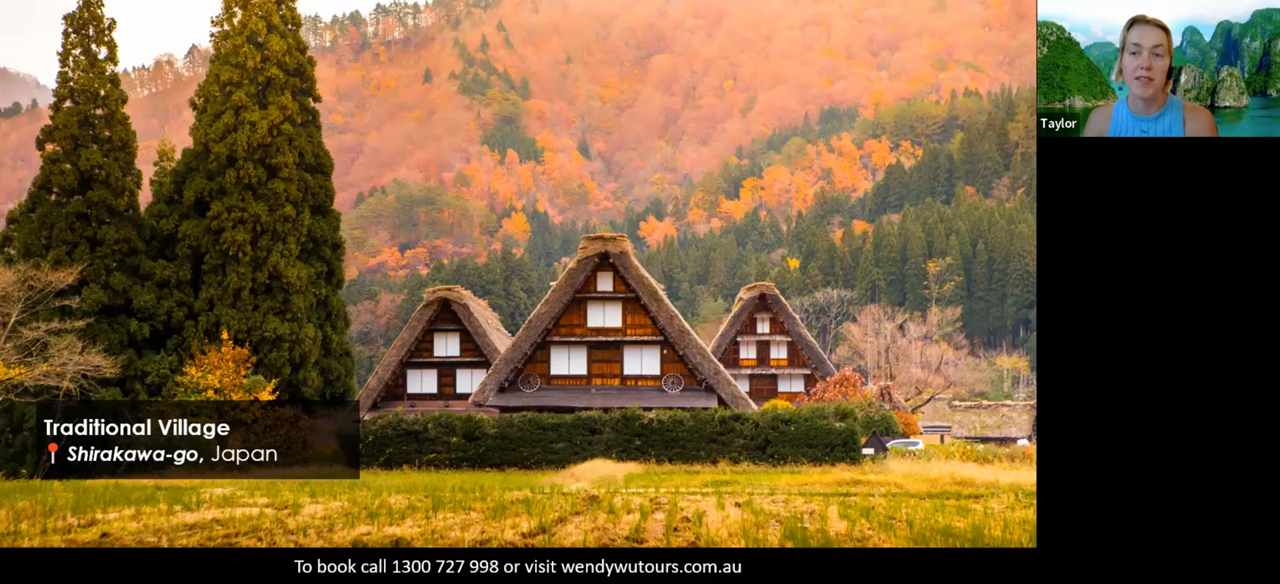 Taylor
Traditional Village
Shirakawa-go, Japan
To book call 1300 727 998 or visit wendywutours.com.au